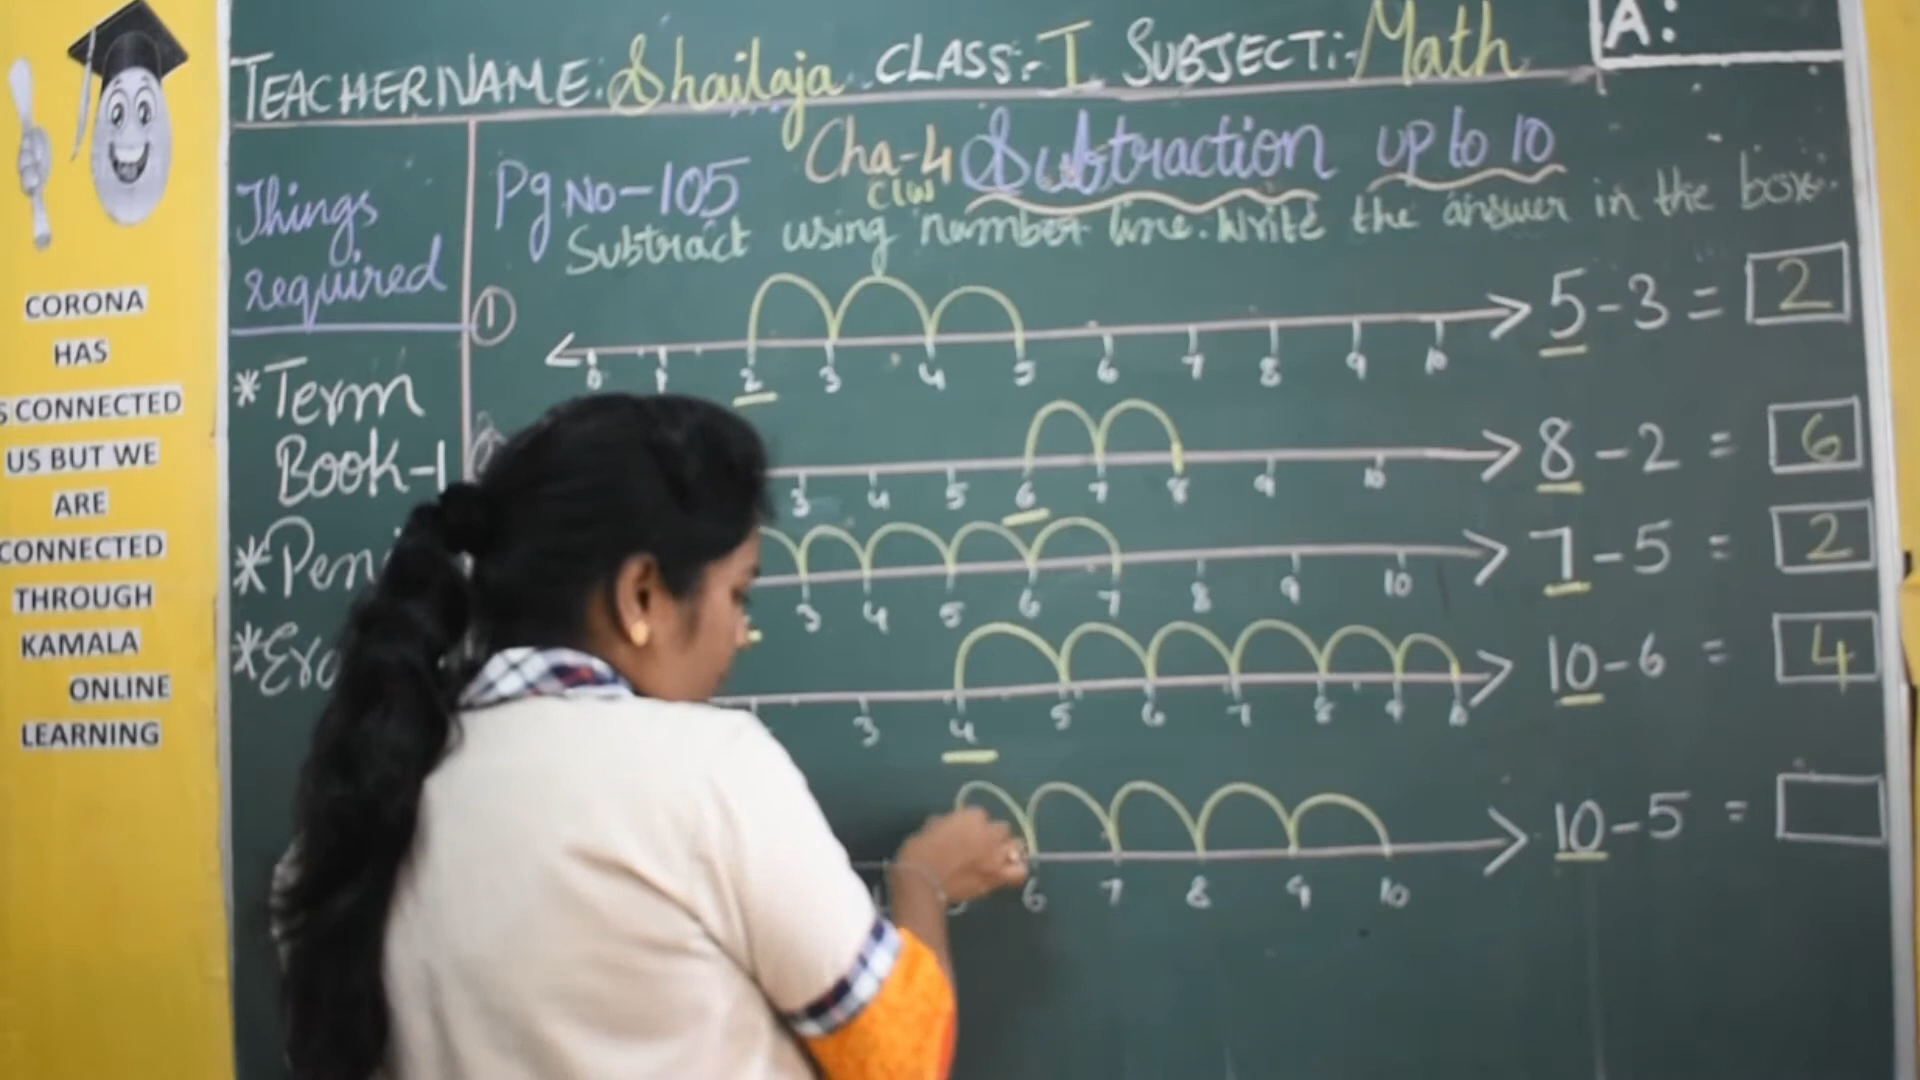 CORONA
HAS
S CONNECTED
US BUT WE
ARE
CONNECTED
THROUGH
KAMALA
ONLINE
LEARNING
TEACHER NAME: Shailaja CLASS:- I SUBJECT:- Math
A:
Things
required
*Term
Book-1
*Pen
*Era
Cha-4 Subtraction up to 10
Pg No-105
C/W
Subtract using number line. Write the answer in the box.
1
0 1 2 3 4 5 6 7 8 9 10
5-3 = 2
3 4 5 6 7 8 9 10
8-2 = 6
3 4 5 6 7 8 9 10
7-5 = 2
3 4 5 6 7 8 9 10
10-6 = 4
6 7 8 9 10
10-5 =